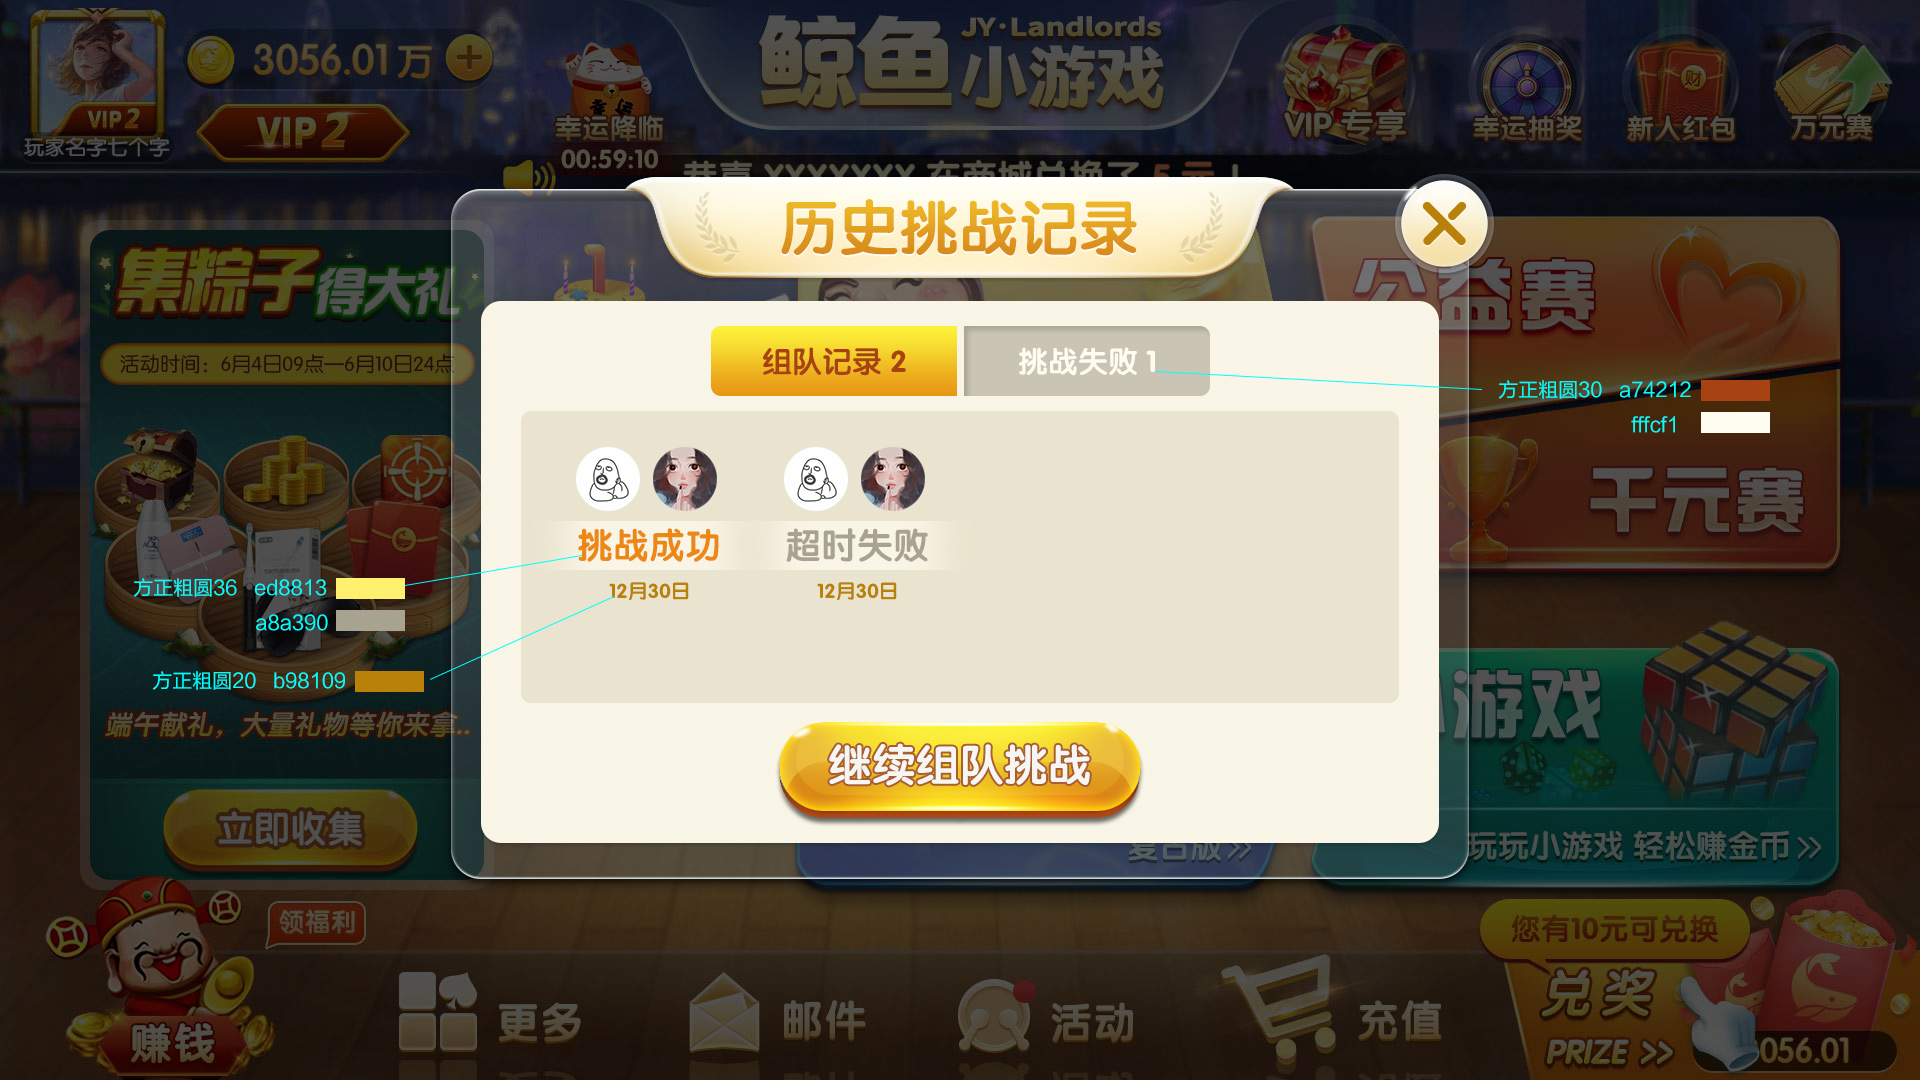 JY·Landlords
鲸鱼小游戏
3056.01万
VIP 2
VIP 2
玩家名字七个字
幸运
幸运降临
00:59:10
VIP 专享
幸运抽奖
财
新人红包
万元赛
恭喜 XXXXXXX 在商城兑换了 5 元 !
历史挑战记录
集粽子得大礼
活动时间：6月4日09点—6月10日24点
公益赛
组队记录 2
挑战失败 1
方正粗圆30 a74212
fffcf1
千元赛
挑战成功
超时失败
12月30日
12月30日
方正粗圆36 ed8813
a8a390
方正粗圆20 b98109
端午献礼，大量礼物等你来拿..
游戏
继续组队挑战
立即收集
玩玩小游戏 轻松赚金币>>
领福利
您有10元可兑换
更多
邮件
活动
充值
兑奖
赚钱
PRIZE >>
056.01